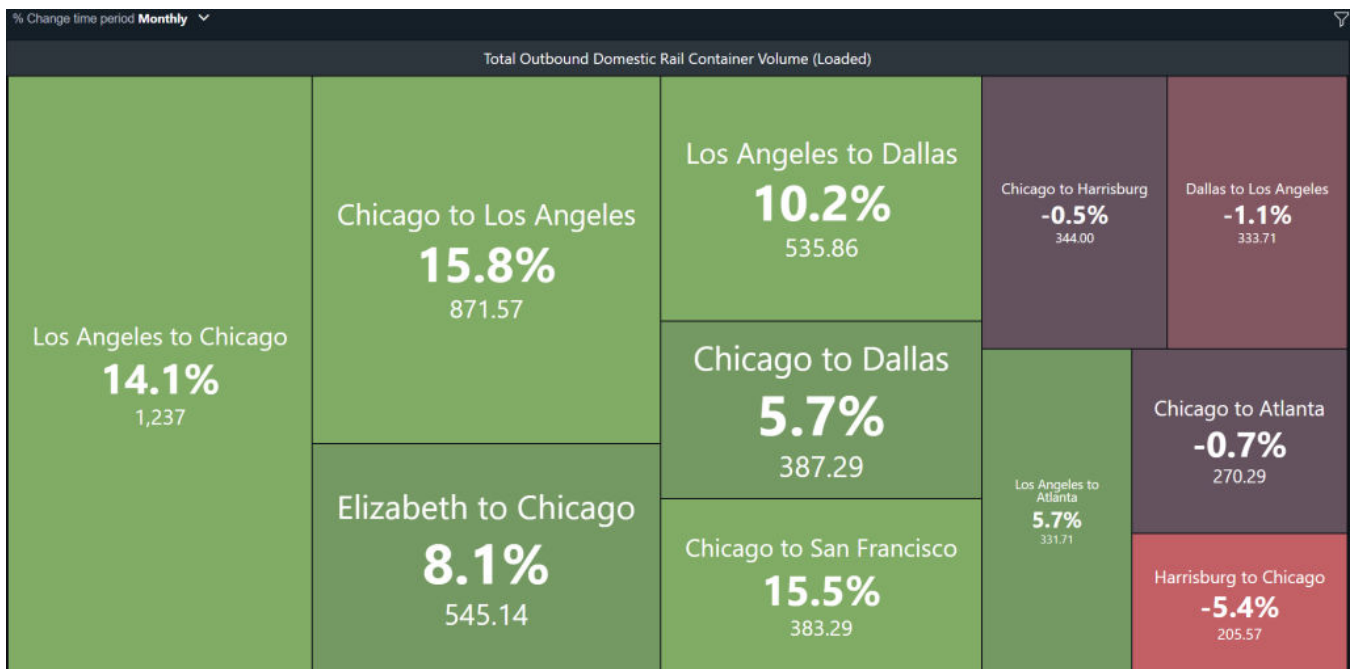 % Change time period Monthly
Total Outbound Domestic Rail Container Volume (Loaded)
Los Angeles to Chicago
14.1%
1,237
Chicago to Los Angeles
15.8%
871.57
Elizabeth to Chicago
8.1%
545.14
Los Angeles to Dallas
10.2%
535.86
Chicago to Dallas
5.7%
387.29
Chicago to San Francisco
15.5%
383.29
Chicago to Harrisburg
-0.5%
344.00
Dallas to Los Angeles
-1.1%
333.71
Los Angeles to
Atlanta
5.7%
331.71
Chicago to Atlanta
-0.7%
270.29
Harrisburg to Chicago
-5.4%
205.57